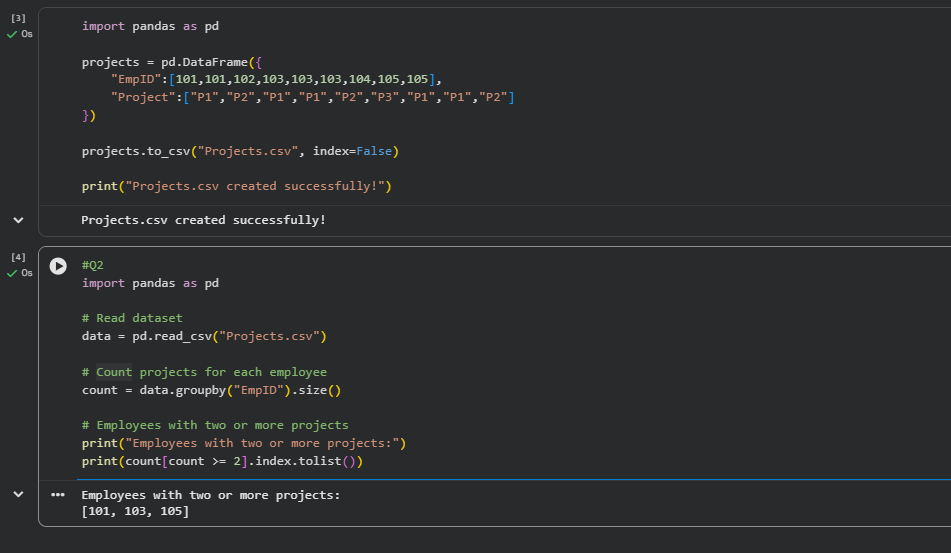 [3]
0s
import pandas as pd
projects = pd.DataFrame({
    "EmpID":[101,101,102,103,103,103,104,105,105],
    "Project":["P1","P2","P1","P1","P2","P3","P1","P1","P2"]
})
projects.to_csv("Projects.csv", index=False)
print("Projects.csv created successfully!")
Projects.csv created successfully!
[4]
0s
#Q2
import pandas as pd
# Read dataset
data = pd.read_csv("Projects.csv")
# Count projects for each employee
count = data.groupby("EmpID").size()
# Employees with two or more projects
print("Employees with two or more projects:")
print(count[count >= 2].index.tolist())
Employees with two or more projects:
[101, 103, 105]